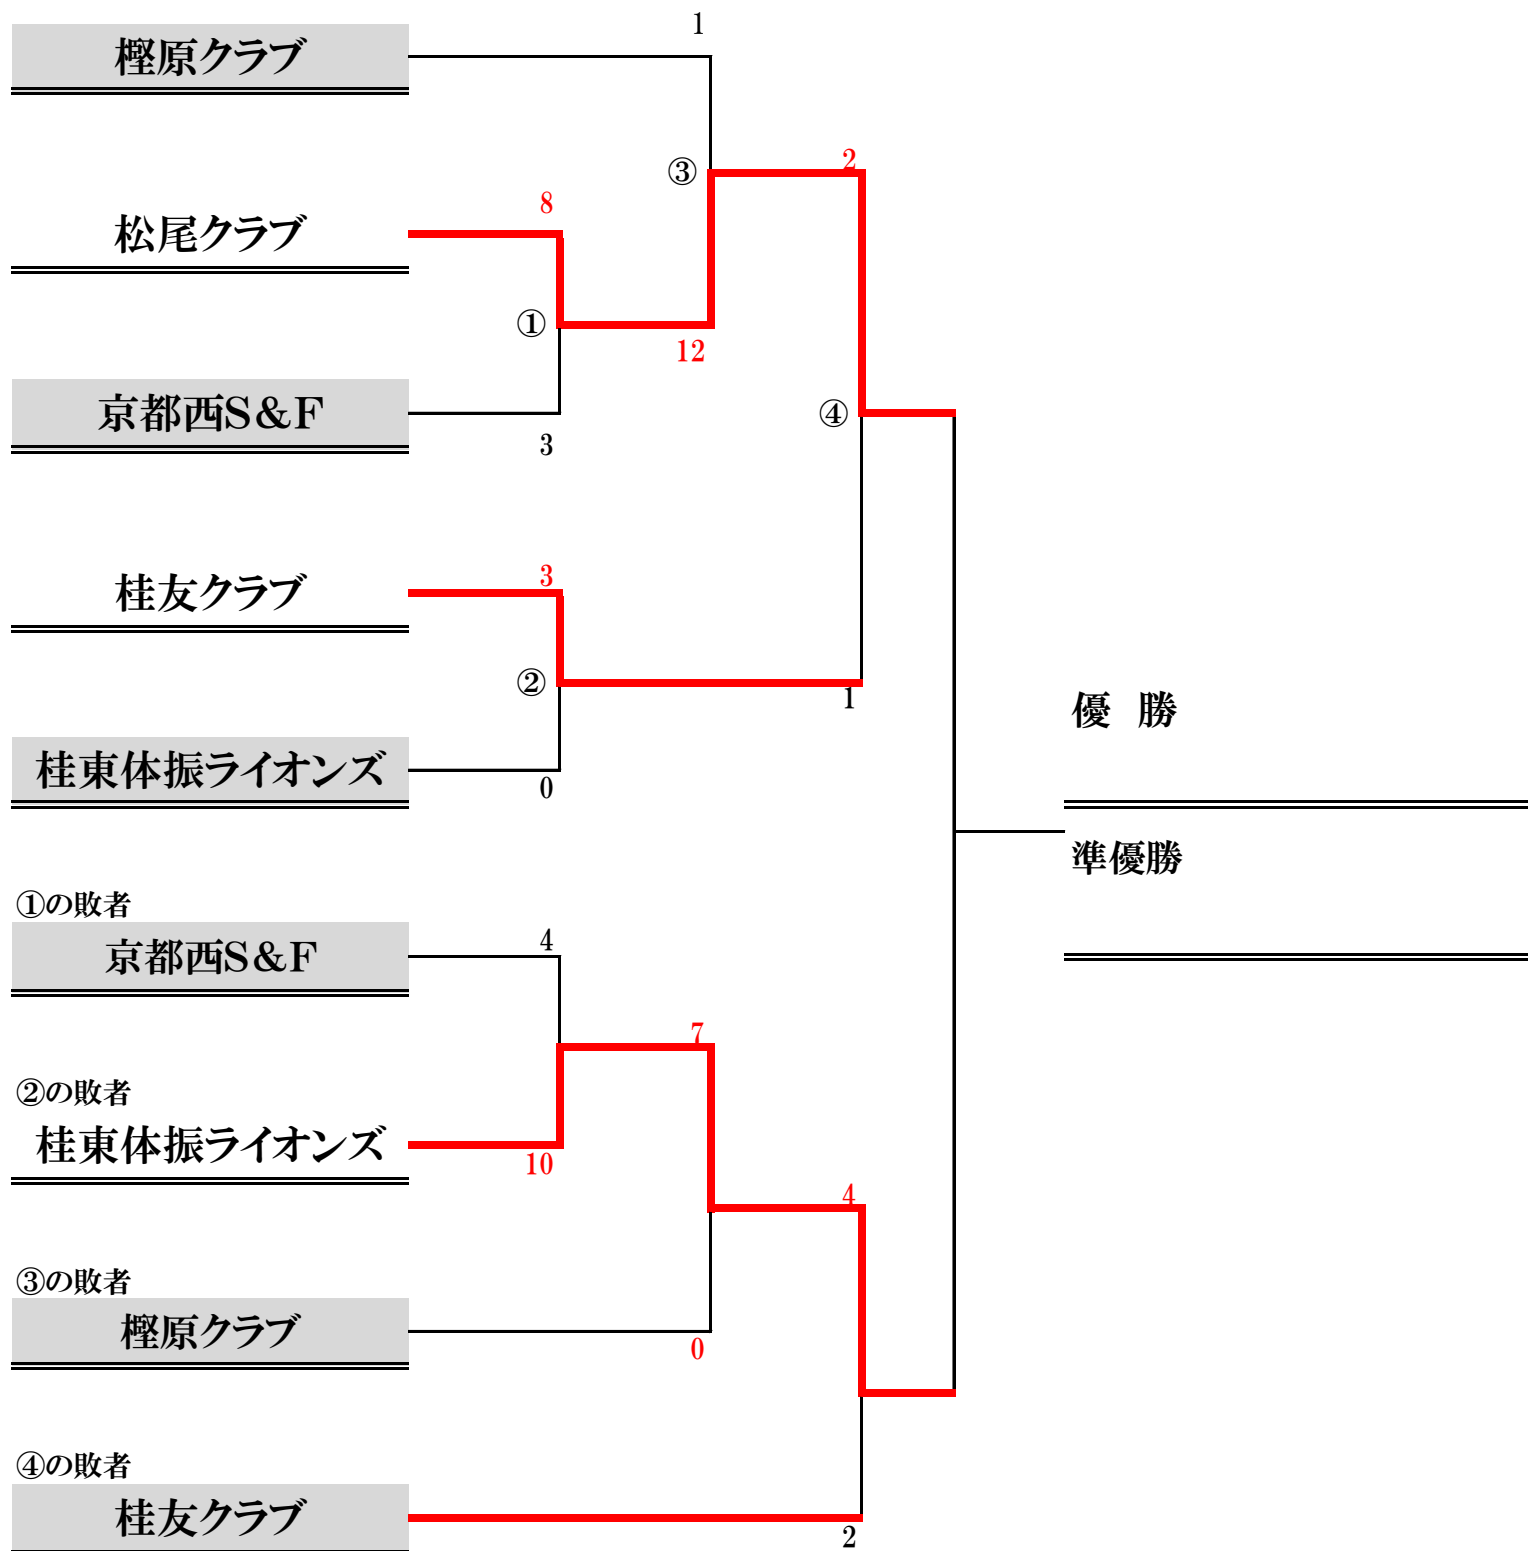 1
樫原クラブ
③
2
8
松尾クラブ
①
12
京都西S&F
④
3
3
桂友クラブ
②
1
優　勝
桂東体振ライオンズ
0
準優勝
①の敗者
4
京都西S&F
7
②の敗者
桂東体振ライオンズ
10
4
③の敗者
樫原クラブ
0
④の敗者
桂友クラブ
2